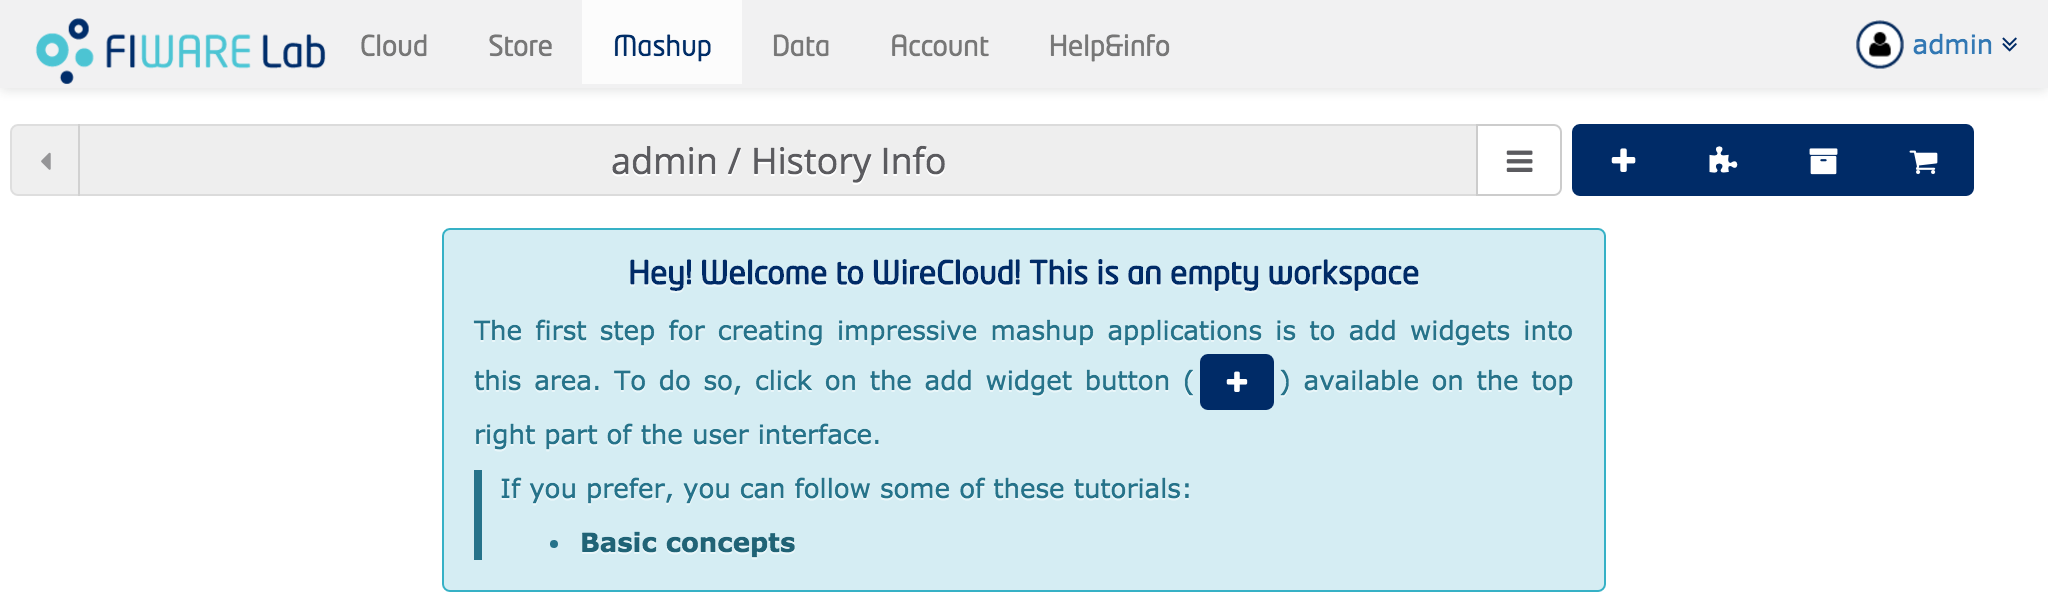 FIWARE Lab Cloud Store Mashup Data Account Help&info admin
admin / History Info
Hey! Welcome to WireCloud! This is an empty workspace
The first step for creating impressive mashup applications is to add widgets into
this area. To do so, click on the add widget button ( + ) available on the top
right part of the user interface.
If you prefer, you can follow some of these tutorials:
• Basic concepts